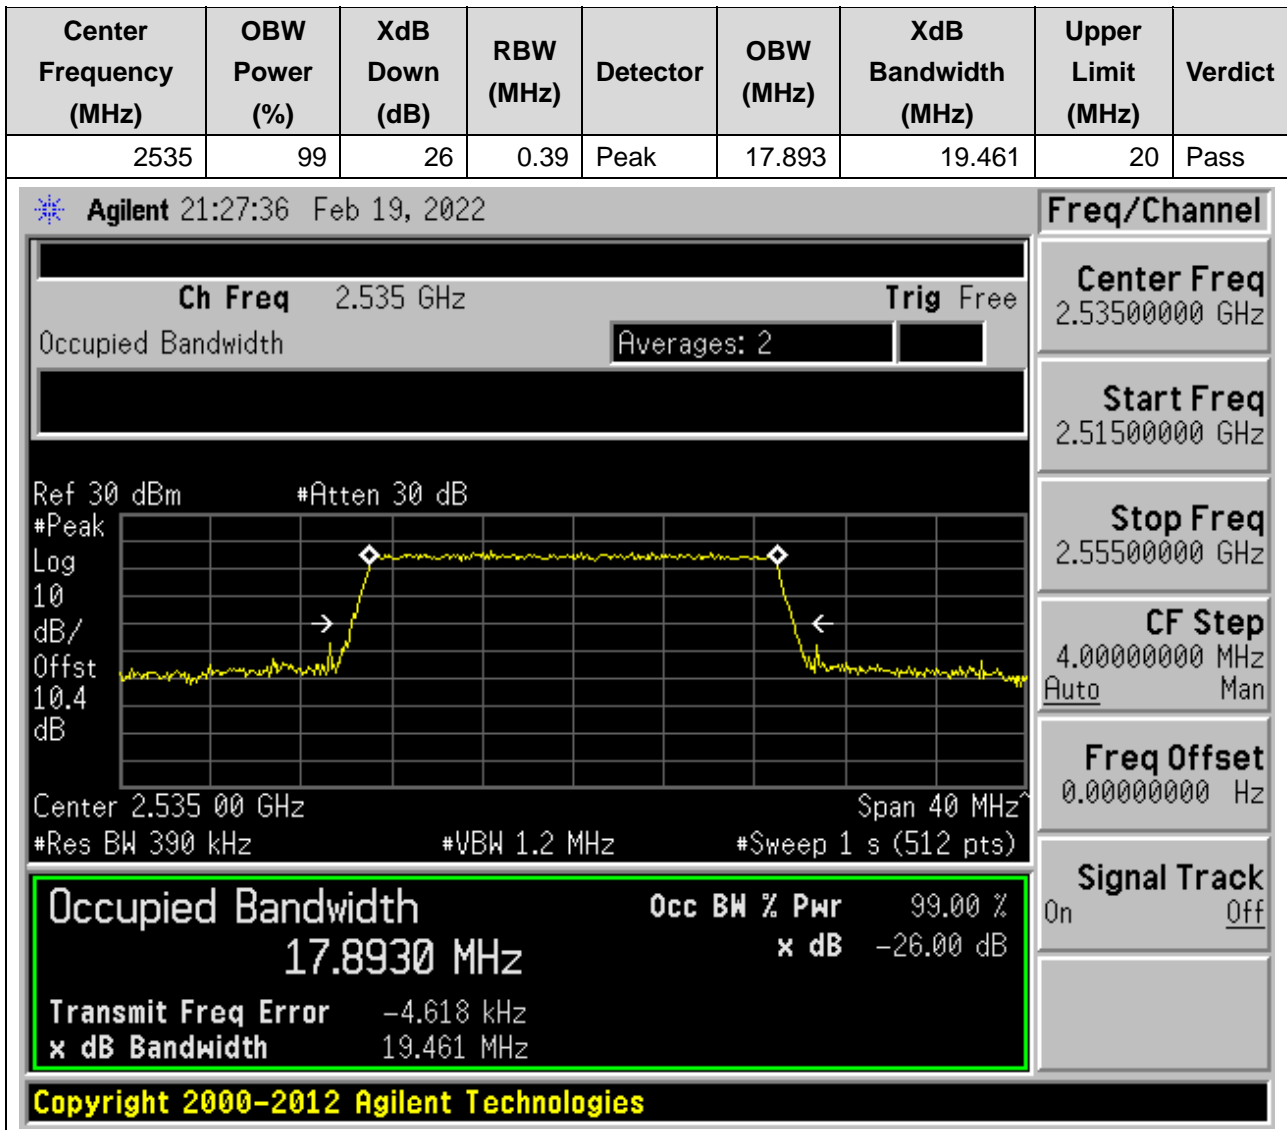 Center Frequency (MHz) OBW Power (%) XdB Down (dB) RBW (MHz) Detector OBW (MHz) XdB Bandwidth (MHz) Upper Limit (MHz) Verdict
2535 99 26 0.39 Peak 17.893 19.461 20 Pass
Agilent 21:27:36 Feb 19, 2022
Freq/Channel
Ch Freq 2.535 GHz Trig Free
Occupied Bandwidth Averages: 2
Center Freq
2.53500000 GHz
Start Freq
2.51500000 GHz
Stop Freq
2.55500000 GHz
CF Step
4.00000000 MHz
Auto Man
Freq Offset
0.00000000 Hz
Signal Track
On Off
Ref 30 dBm #Atten 30 dB
#Peak
Log
10
dB/
Offst
10.4
dB
Center 2.535 00 GHz Span 40 MHz^
#Res BW 390 kHz #VBW 1.2 MHz #Sweep 1 s (512 pts)
Occupied Bandwidth Occ BW % Pwr 99.00 %
17.8930 MHz x dB -26.00 dB
Transmit Freq Error -4.618 kHz
x dB Bandwidth 19.461 MHz
Copyright 2000-2012 Agilent Technologies